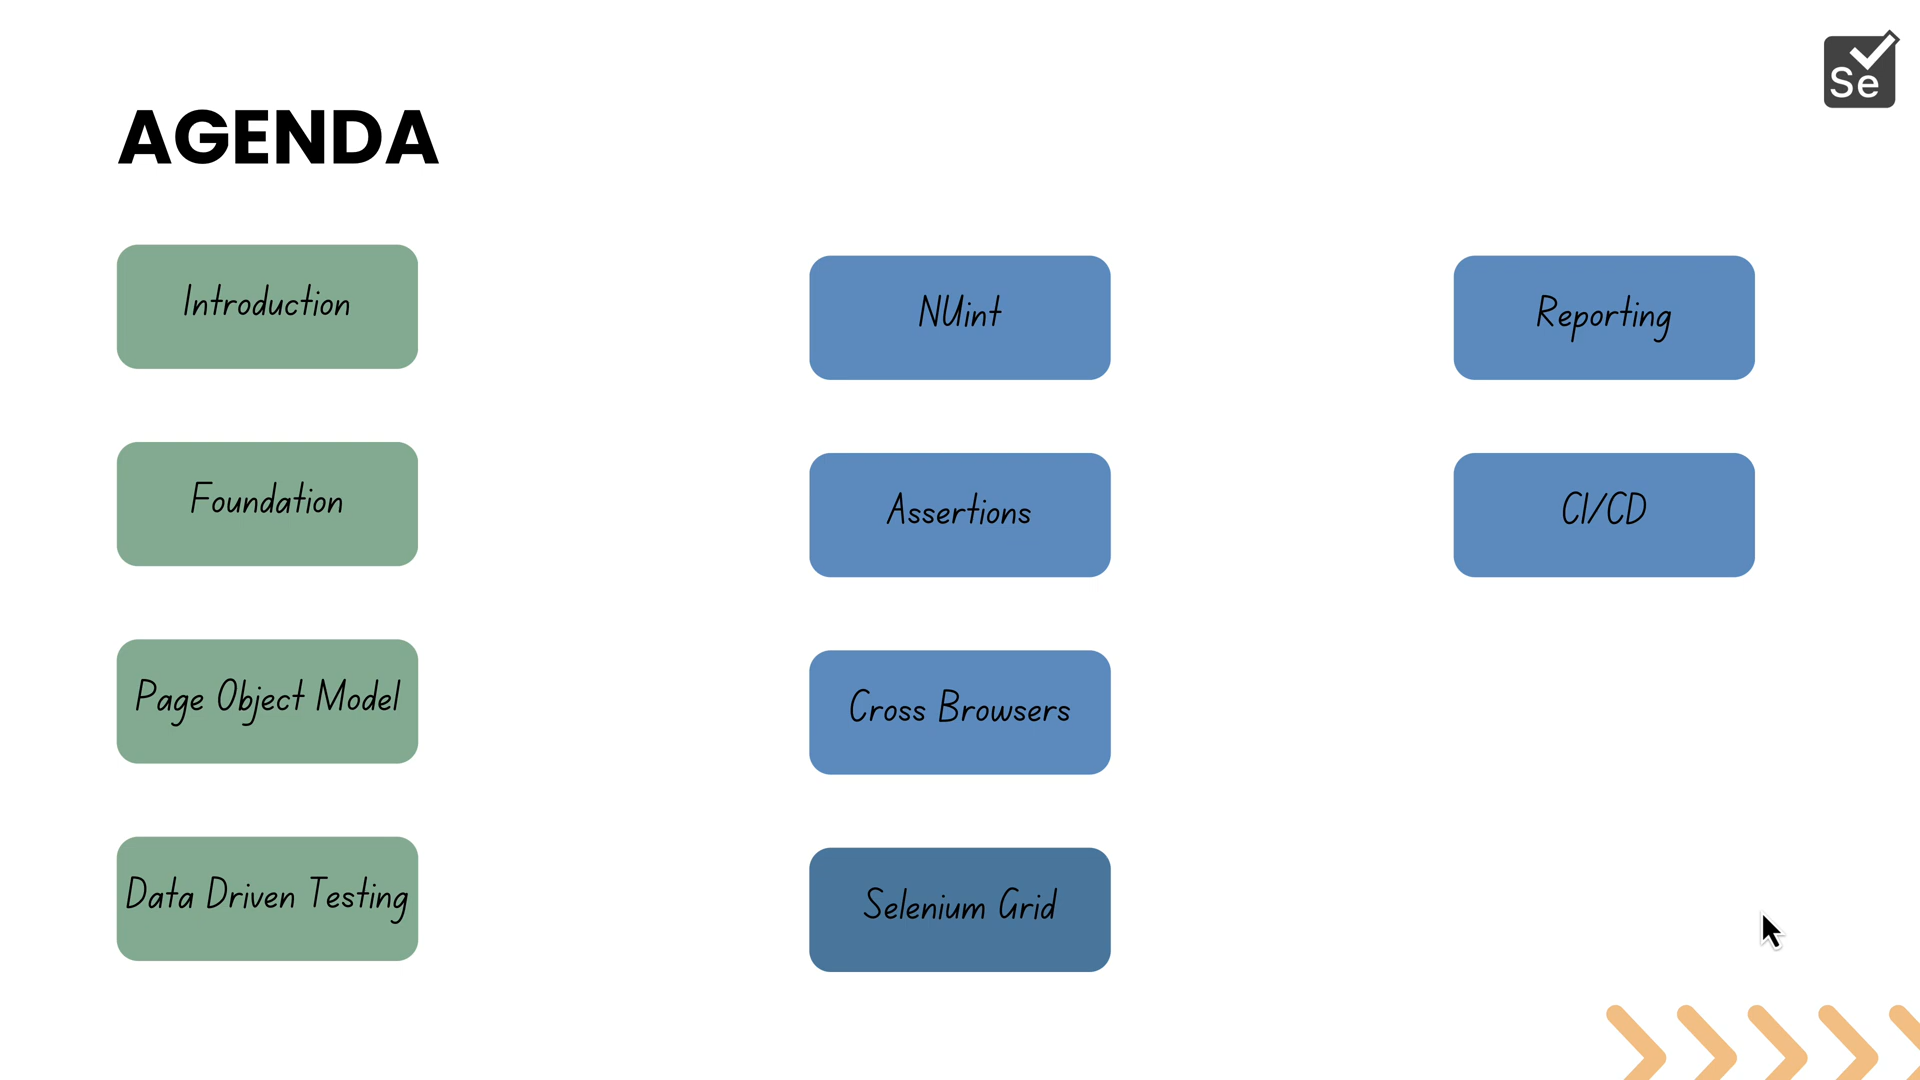 Se
AGENDA
Introduction
Foundation
Page Object Model
Data Driven Testing
NUint
Assertions
Cross Browsers
Selenium Grid
Reporting
CI/CD